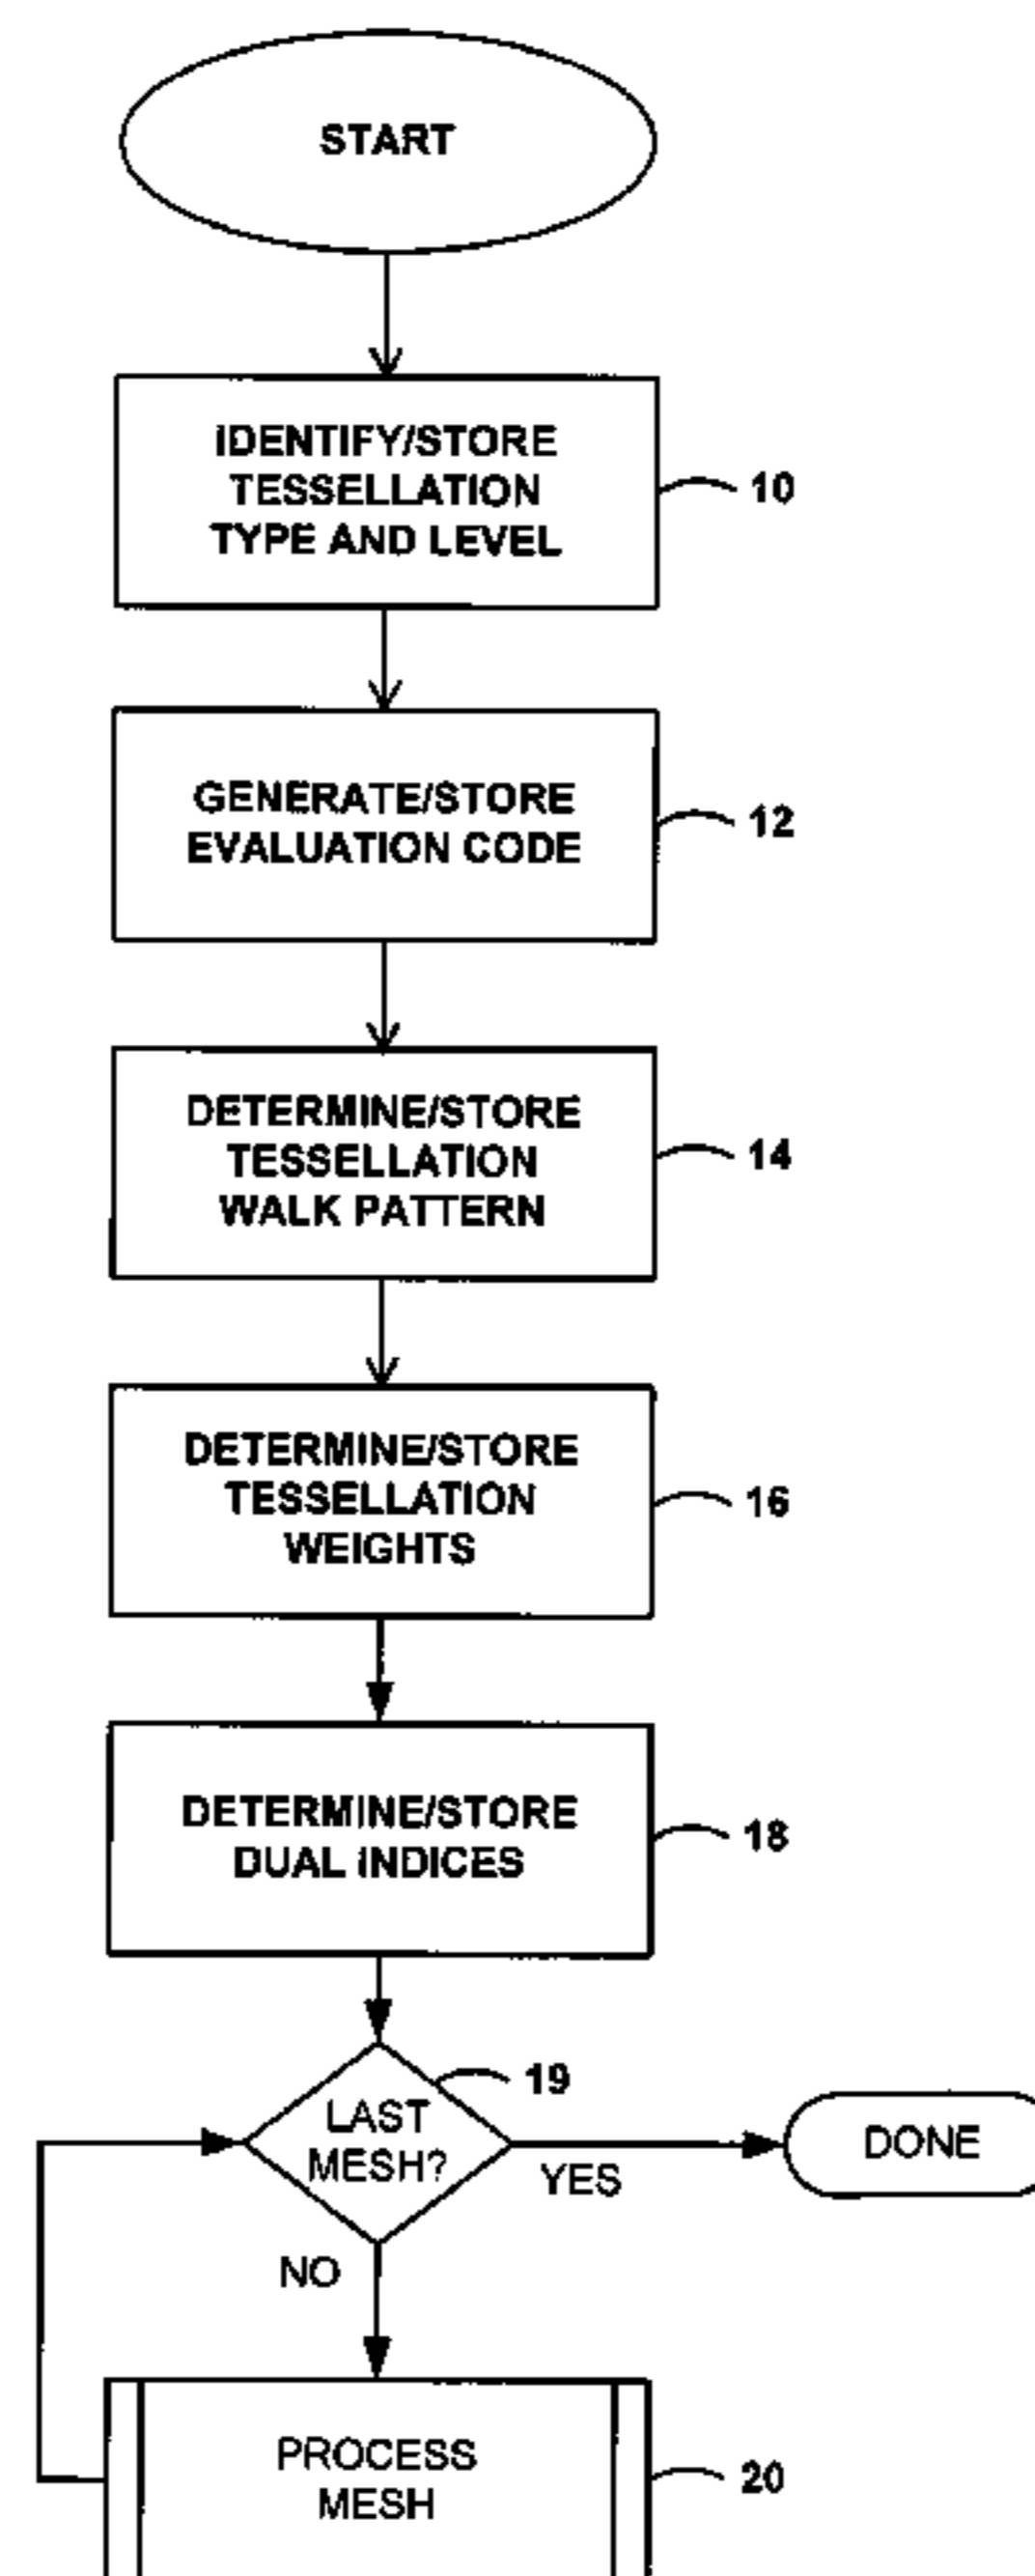 START
IDENTIFY/STORE
TESSELLATION
TYPE AND LEVEL
10
GENERATE/STORE
EVALUATION CODE
12
DETERMINE/STORE
TESSELLATION
WALK PATTERN
14
DETERMINE/STORE
TESSELLATION
WEIGHTS
16
DETERMINE/STORE
DUAL INDICES
18
19
LAST
MESH?
DONE
YES
NO
PROCESS
MESH
20